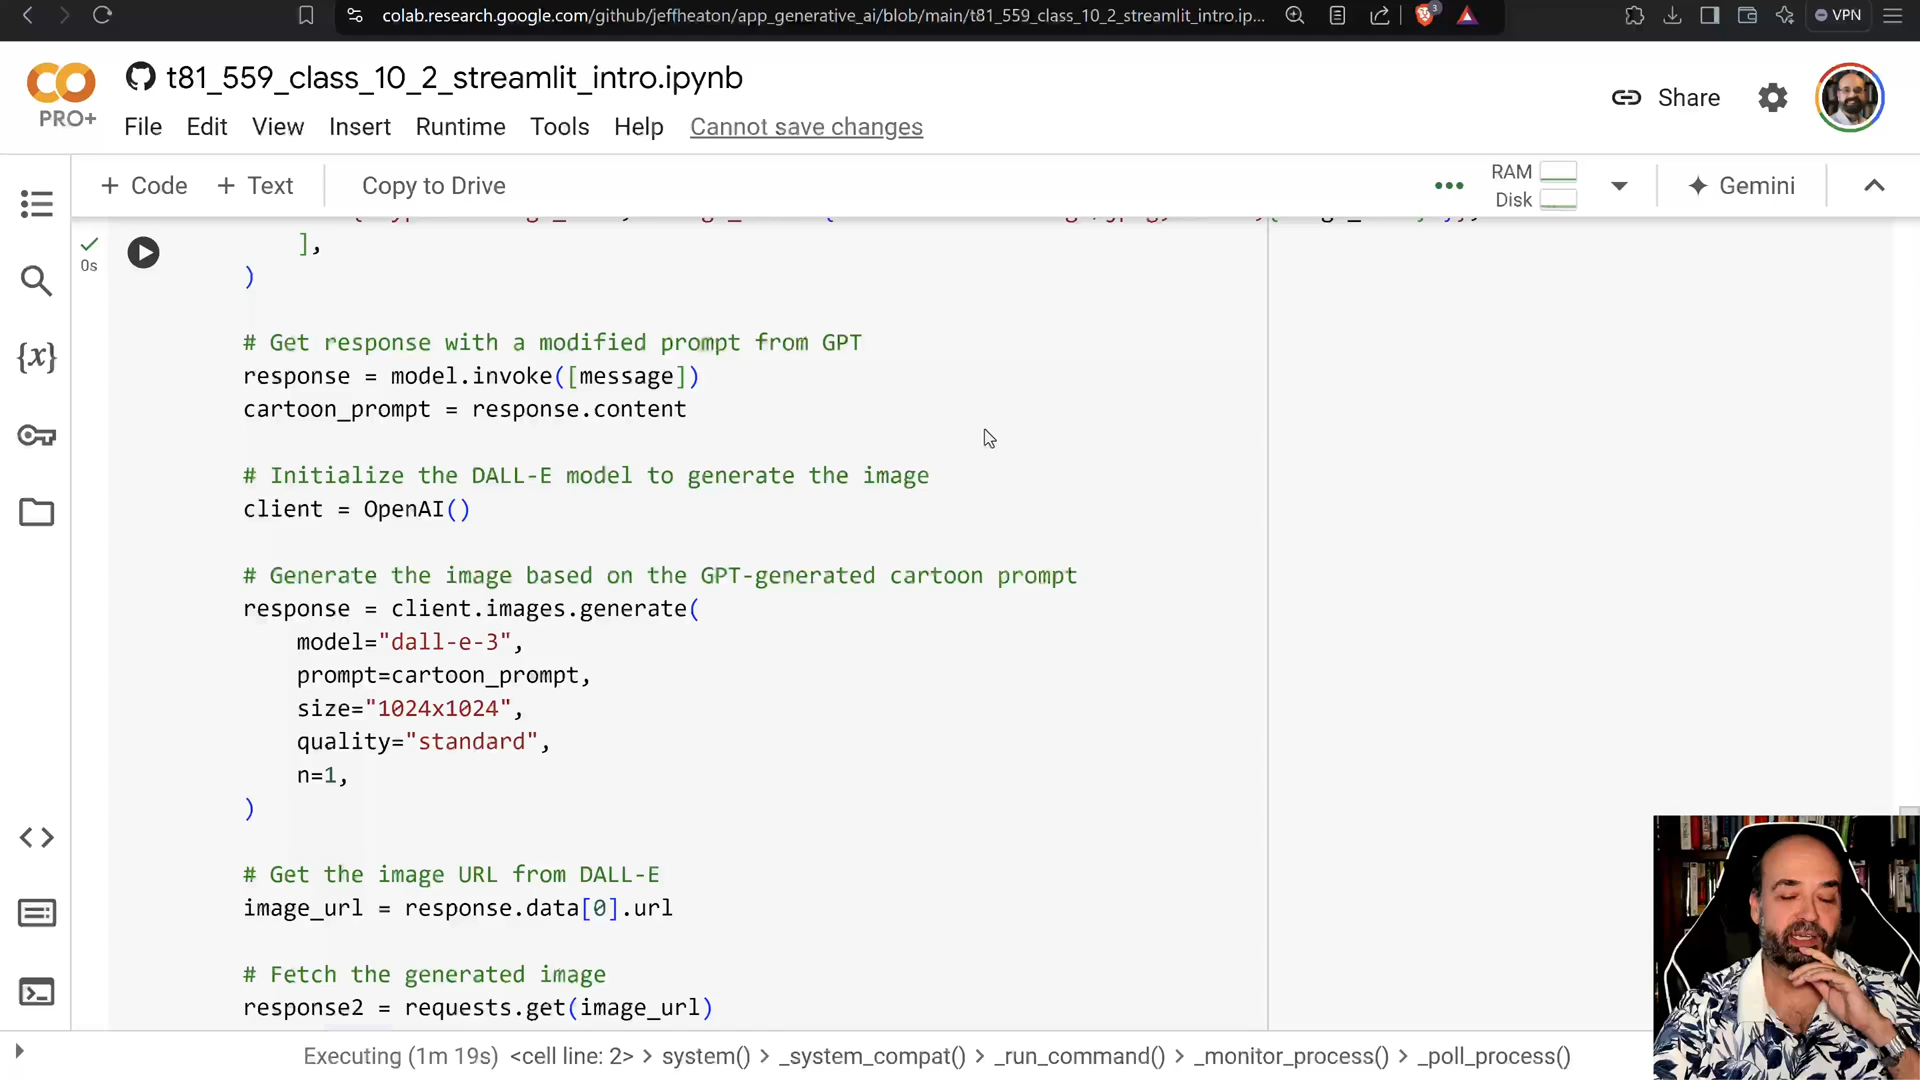 colab.research.google.com/github/jeffheaton/app_generative_ai/blob/main/t81_559_class_10_2_streamlit_intro.ip...
3
VPN
PRO+
t81_559_class_10_2_streamlit_intro.ipynb
Share
File Edit View Insert Runtime Tools Help Cannot save changes
+ Code + Text Copy to Drive
RAM
Disk
Gemini
],
0s
)
# Get response with a modified prompt from GPT
response = model.invoke([message])
cartoon_prompt = response.content
# Initialize the DALL-E model to generate the image
client = OpenAI()
# Generate the image based on the GPT-generated cartoon prompt
response = client.images.generate(
model="dall-e-3",
prompt=cartoon_prompt,
size="1024x1024",
quality="standard",
n=1,
)
# Get the image URL from DALL-E
image_url = response.data[0].url
# Fetch the generated image
response2 = requests.get(image_url)
Executing (1m 19s) <cell line: 2> > system() > _system_compat() > _run_command() > _monitor_process() > _poll_process()